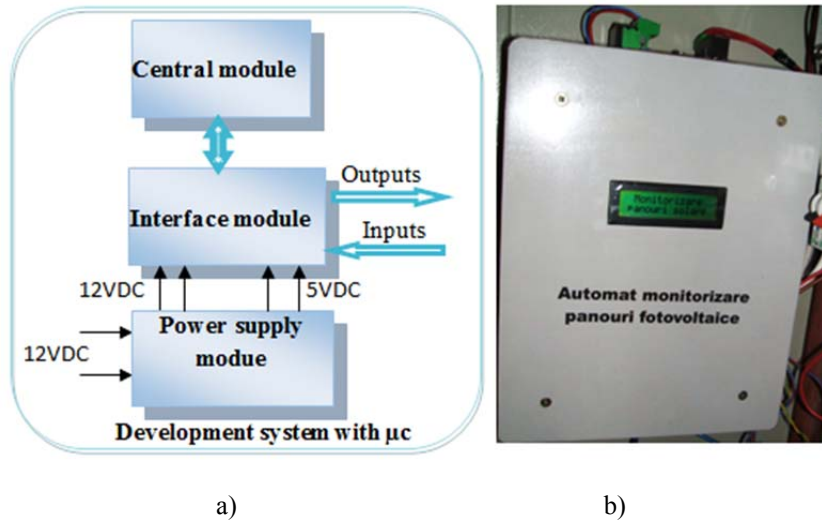 Central module
Interface module
Outputs
Inputs
12VDC
5VDC
Power supply
modue
12VDC
Development system with µc
Monitorizare
panouri solare
Automat monitorizare
panouri fotovoltaice
a)
b)